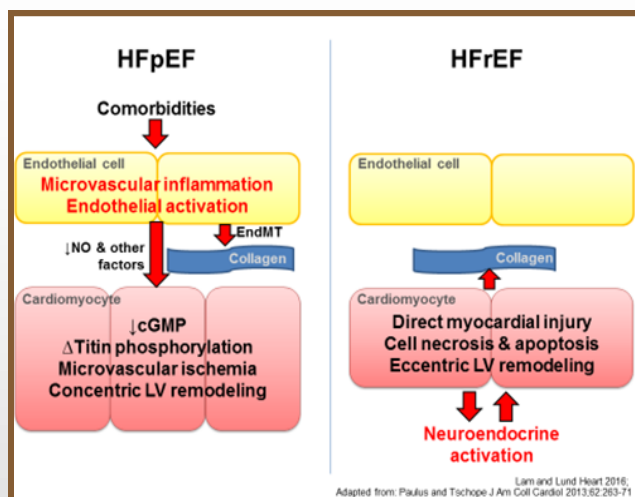 HFpEF
Comorbidities
Endothelial cell
Microvascular inflammation
Endothelial activation
↓NO & other
factors
EndMT
Collagen
Cardiomyocyte
↓cGMP
ΔTitin phosphorylation
Microvascular ischemia
Concentric LV remodeling
HFrEF
Endothelial cell
Collagen
Cardiomyocyte
Direct myocardial injury
Cell necrosis & apoptosis
Eccentric LV remodeling
Neuroendocrine
activation
Lam and Lund Heart 2016;
Adapted from: Paulus and Tschope J Am Coll Cardiol 2013;62:263-71